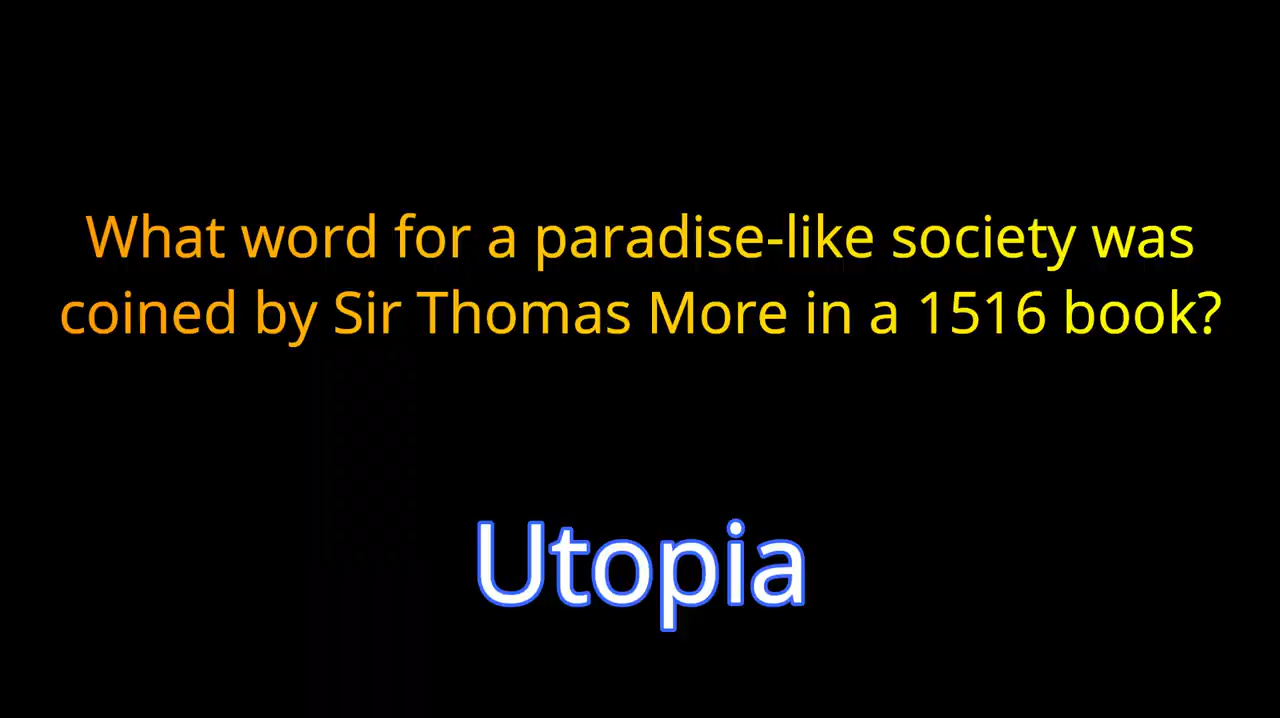 What word for a paradise-like society was
coined by Sir Thomas More in a 1516 book?
Utopia